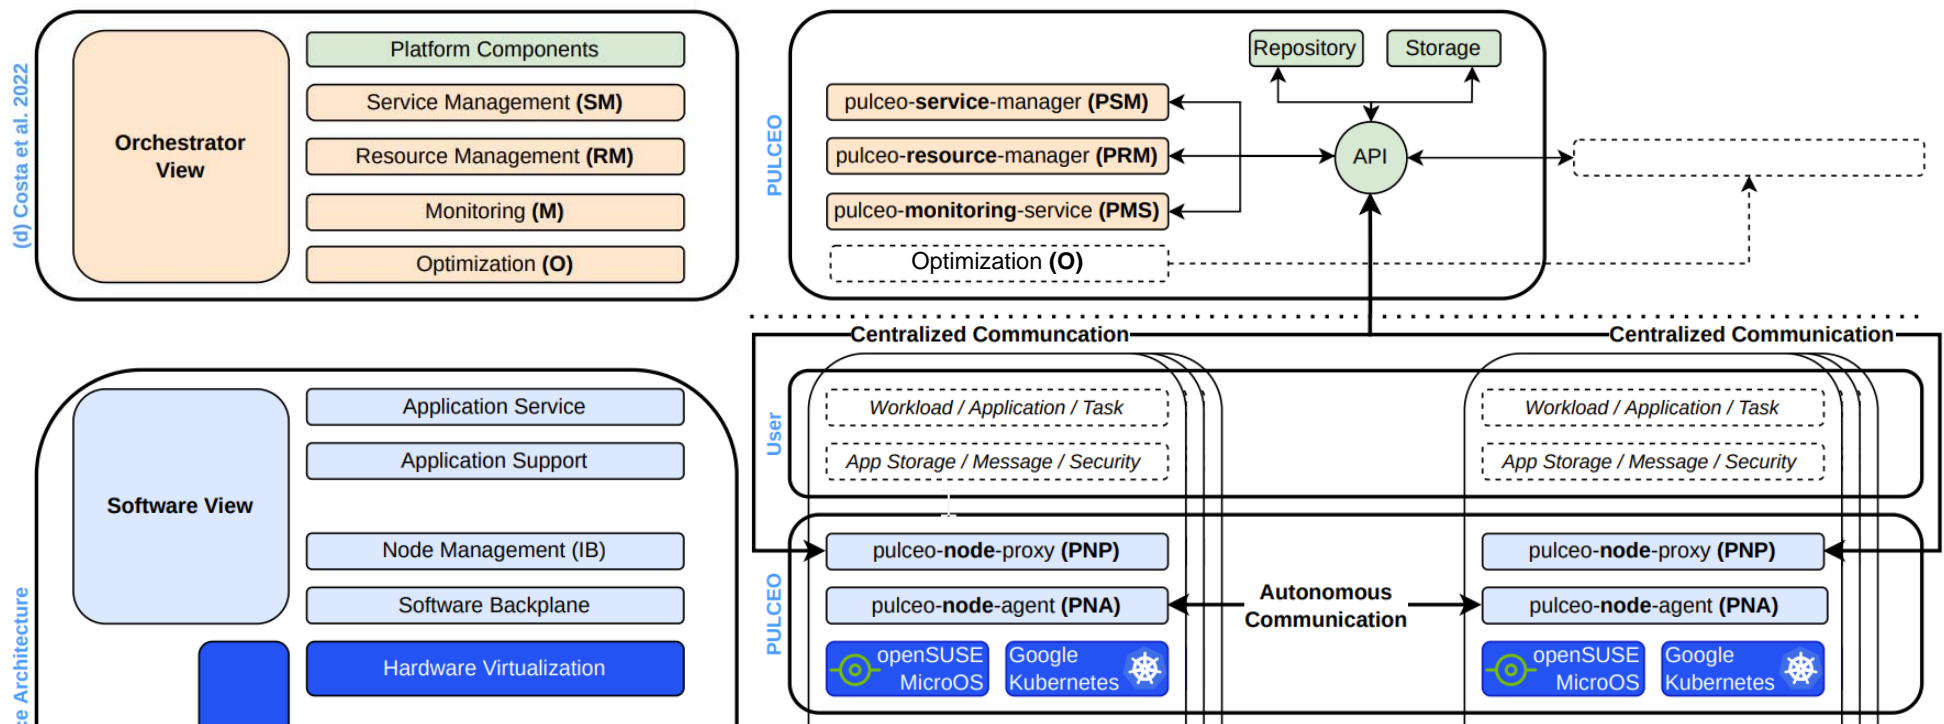 (d) Costa et al. 2022
Orchestrator
View
Platform Components
Service Management (SM)
Resource Management (RM)
Monitoring (M)
Optimization (O)
PULCEO
pulceo-service-manager (PSM)
pulceo-resource-manager (PRM)
pulceo-monitoring-service (PMS)
Optimization (O)
Repository
Storage
API
Centralized Communcation
Centralized Communication
ce Architecture
Software View
Application Service
Application Support
Node Management (IB)
Software Backplane
Hardware Virtualization
User
Workload / Application / Task
App Storage / Message / Security
Workload / Application / Task
App Storage / Message / Security
PULCEO
pulceo-node-proxy (PNP)
pulceo-node-agent (PNA)
openSUSE
MicroOS
Google
Kubernetes
Autonomous
Communication
pulceo-node-proxy (PNP)
pulceo-node-agent (PNA)
openSUSE
MicroOS
Google
Kubernetes